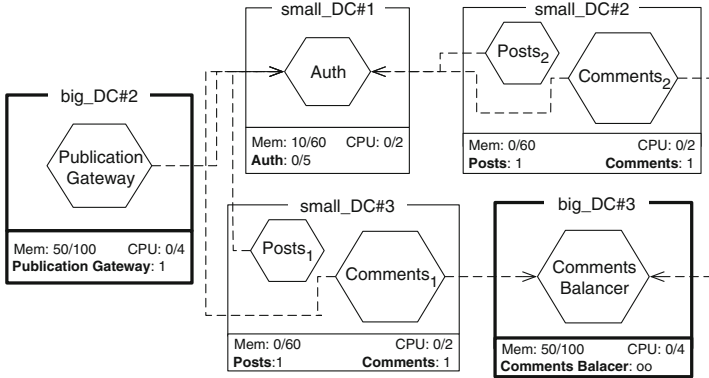 small_DC#1
small_DC#2
Auth
Posts2
Comments2
Mem: 10/60 CPU: 0/2
Auth: 0/5
Mem: 0/60 CPU: 0/2
Posts: 1 Comments: 1
big_DC#2
Publication
Gateway
Mem: 50/100 CPU: 0/4
Publication Gateway: 1
small_DC#3
Posts1
Comments1
Mem: 0/60 CPU: 0/2
Posts:1 Comments: 1
big_DC#3
Comments
Balancer
Mem: 50/100 CPU: 0/4
Comments Balacer: oo